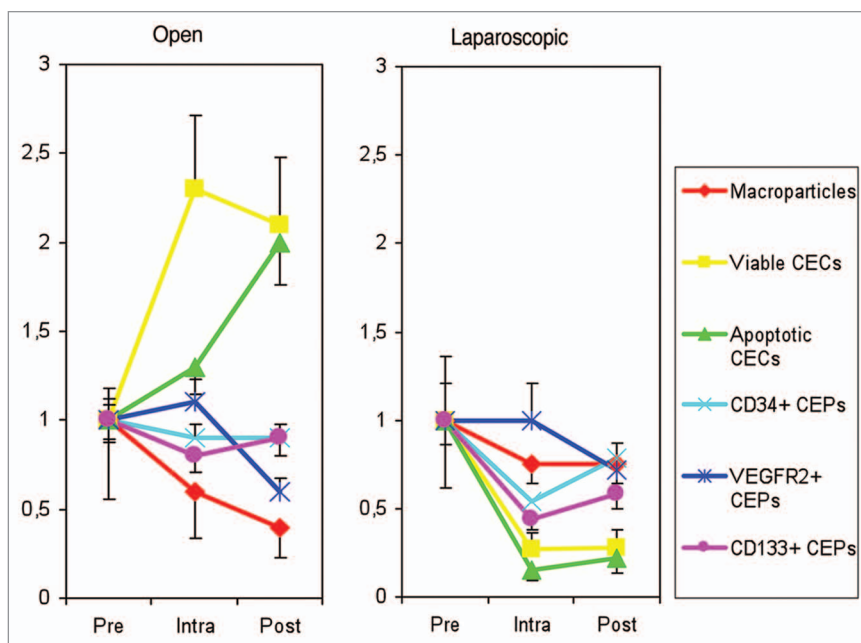 Open
3
2,5
2
1,5
1
0,5
0
Pre Intra Post
Laparoscopic
3
2,5
2
1,5
1
0,5
0
Pre Intra Post
Macroparticles
Viable CECs
Apoptotic
CECs
CD34+ CEPs
VEGFR2+
CEPs
CD133+ CEPs